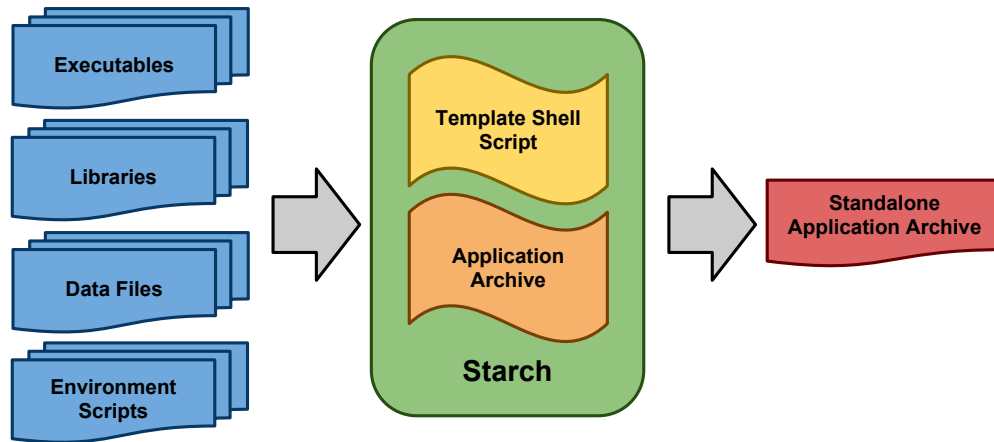 Executables
Libraries
Data Files
Environment
Scripts
Template Shell
Script
Application
Archive
Starch
Standalone
Application Archive